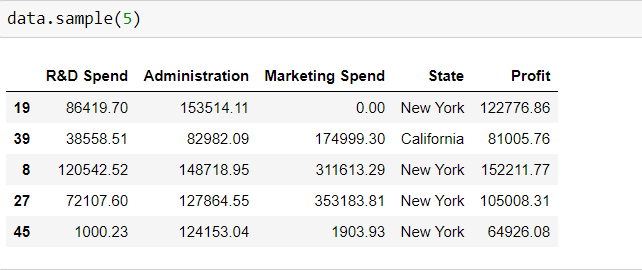 data.sample(5)
R&D Spend Administration Marketing Spend State Profit
19 86419.70 153514.11 0.00 New York 122776.86
39 38558.51 82982.09 174999.30 California 81005.76
8 120542.52 148718.95 311613.29 New York 152211.77
27 72107.60 127864.55 353183.81 New York 105008.31
45 1000.23 124153.04 1903.93 New York 64926.08